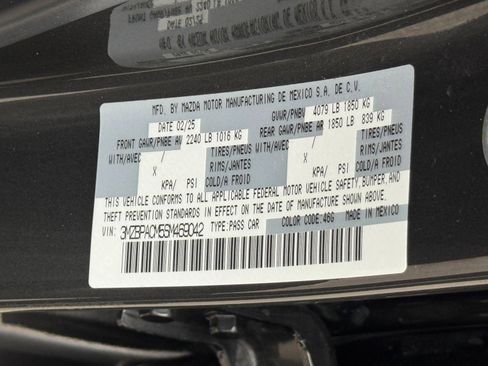 MFD. BY MAZDA MOTOR MANUFACTURING DE MEXICO S.A. DE C.V.
DATE 02/25 GVWR/PNBV 4079 LB 1850 KG
FRONT GAWR/PNBE AV 2240 LB 1016 KG REAR GAWR/PNBE AR 1850 LB 839 KG
WITH/AVEC TIRES/PNEUS WITH/AVEC TIRES/PNEUS
X RIMS/JANTES X RIMS/JANTES
KPA/ PSI COLD/A FROID KPA/ PSI COLD/A FROID
THIS VEHICLE CONFORMS TO ALL APPLICABLE FEDERAL MOTOR VEHICLE SAFETY, BUMPER, AND
THEFT PREVENTION STANDARDS IN EFFECT ON THE DATE OF MANUFACTURE SHOWN ABOVE.
VIN: COLOR CODE:46G MADE IN MEXICO
TYPE:PASS CAR